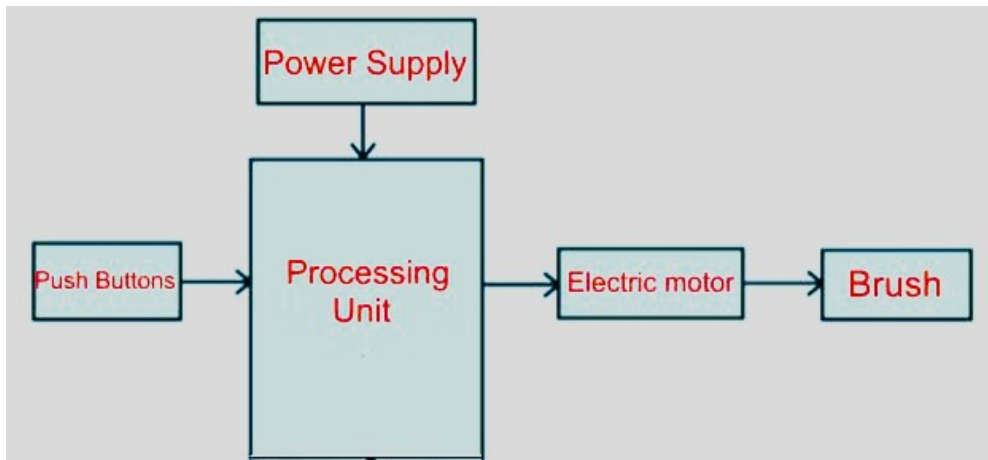 Power Supply
Push Buttons
Processing
Unit
Electric motor
Brush